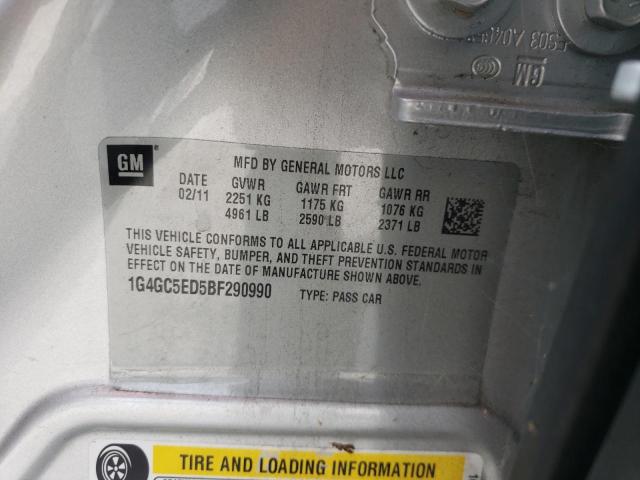 GM
GM
MFD BY GENERAL MOTORS LLC
DATE GVWR GAWR FRT GAWR RR
02/11 2251 KG 1175 KG 1076 KG
4961 LB 2590 LB 2371 LB
THIS VEHICLE CONFORMS TO ALL APPLICABLE U.S. FEDERAL MOTOR
VEHICLE SAFETY, BUMPER, AND THEFT PREVENTION STANDARDS IN
EFFECT ON THE DATE OF MANUFACTURE SHOWN ABOVE.
1G4GC5ED5BF290990 TYPE: PASS CAR
TIRE AND LOADING INFORMATION